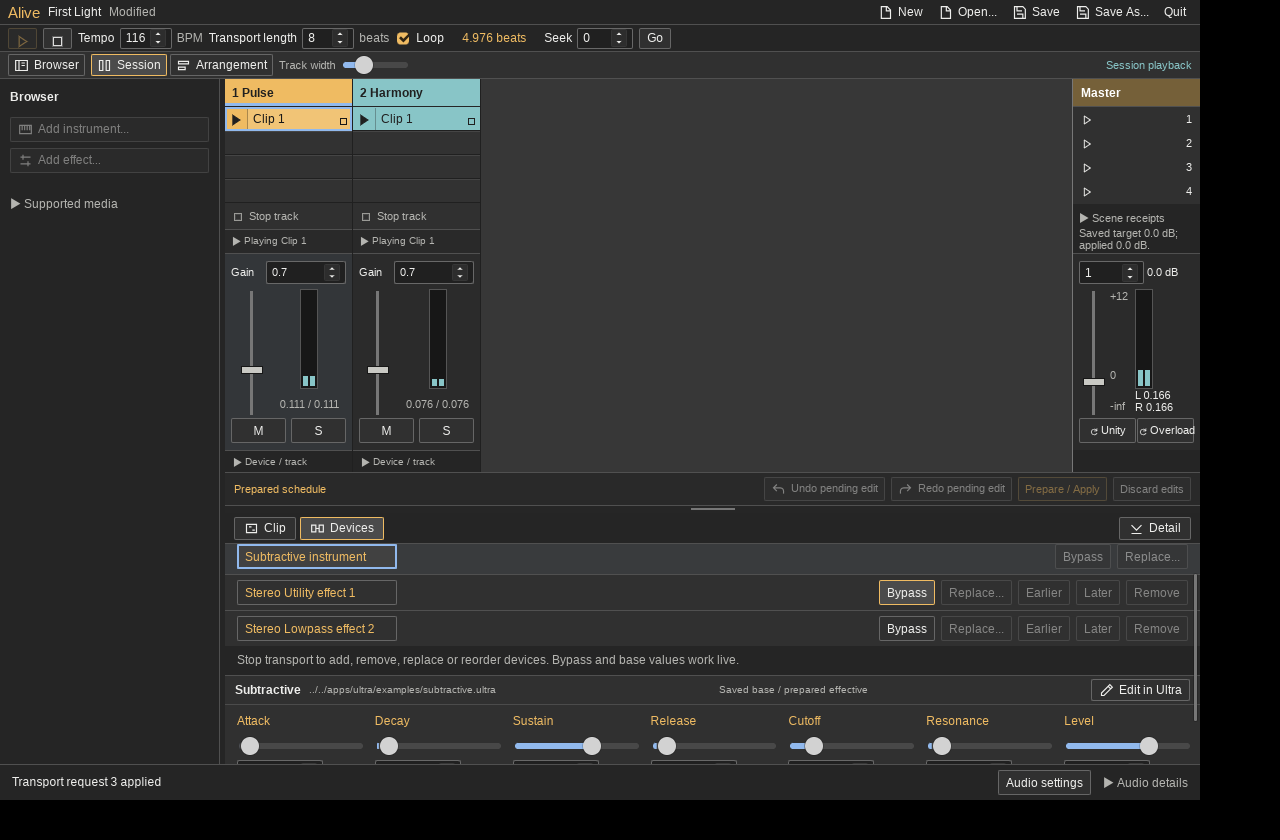 Alive First Light Modified New Open... Save Save As... Quit
Tempo 116 BPM Transport length 8 beats Loop 4.976 beats Seek 0 Go
Browser Session Arrangement Track width Session playback
Browser
Add instrument...
Add effect...
Supported media
1 Pulse 2 Harmony Master
Clip 1 Clip 1 1
2
3
4
Stop track Stop track Scene receipts
Saved target 0.0 dB;
applied 0.0 dB.
Playing Clip 1 Playing Clip 1
Gain 0.7 Gain 0.7 1 0.0 dB
+12
0
-inf
L 0.166
R 0.166
0.111 / 0.111 0.076 / 0.076
M S M S Unity Overload
Device / track Device / track
Prepared schedule Undo pending edit Redo pending edit Prepare / Apply Discard edits
Clip Devices Detail
Subtractive instrument Bypass Replace...
Stereo Utility effect 1 Bypass Replace... Earlier Later Remove
Stereo Lowpass effect 2 Bypass Replace... Earlier Later Remove
Stop transport to add, remove, replace or reorder devices. Bypass and base values work live.
Subtractive ../../apps/ultra/examples/subtractive.ultra Saved base / prepared effective Edit in Ultra
Attack Decay Sustain Release Cutoff Resonance Level
Transport request 3 applied Audio settings Audio details